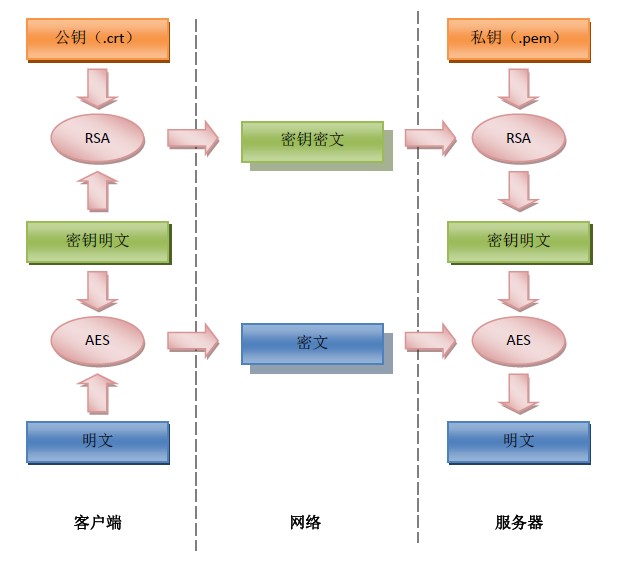 公钥（.crt）
私钥（.pem）
RSA
密钥密文
RSA
密钥明文
密钥明文
AES
密文
AES
明文
明文
客户端
网络
服务器